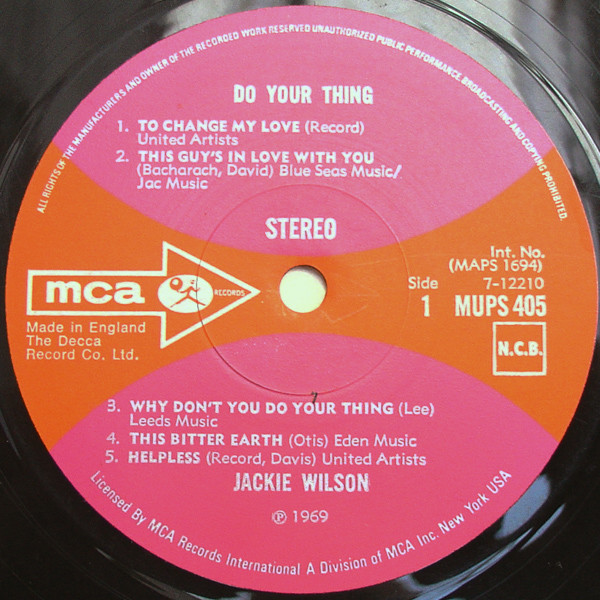 ALL RIGHTS OF THE MANUFACTURERS AND OWNER OF THE RECORDED WORK RESERVED UNAUTHORIZED PUBLIC PERFORMANCE BROADCASTING AND COPYING PROHIBITED.
DO YOUR THING
1. TO CHANGE MY LOVE (Record)
United Artists
2. THIS GUY'S IN LOVE WITH YOU
(Bacharach, David) Blue Seas Music/
Jac Music
STEREO
mca RECORDS
Made in England
The Decca
Record Co. Ltd.
Int. No.
(MAPS 1694)
Side 7-12210
1 MUPS 405
N.C.B.
3. WHY DON'T YOU DO YOUR THING (Lee)
Leeds Music
4. THIS BITTER EARTH (Otis) Eden Music
5. HELPLESS (Record, Davis) United Artists
JACKIE WILSON
℗ 1969
Licensed By MCA Records International A Division of MCA Inc. New York USA